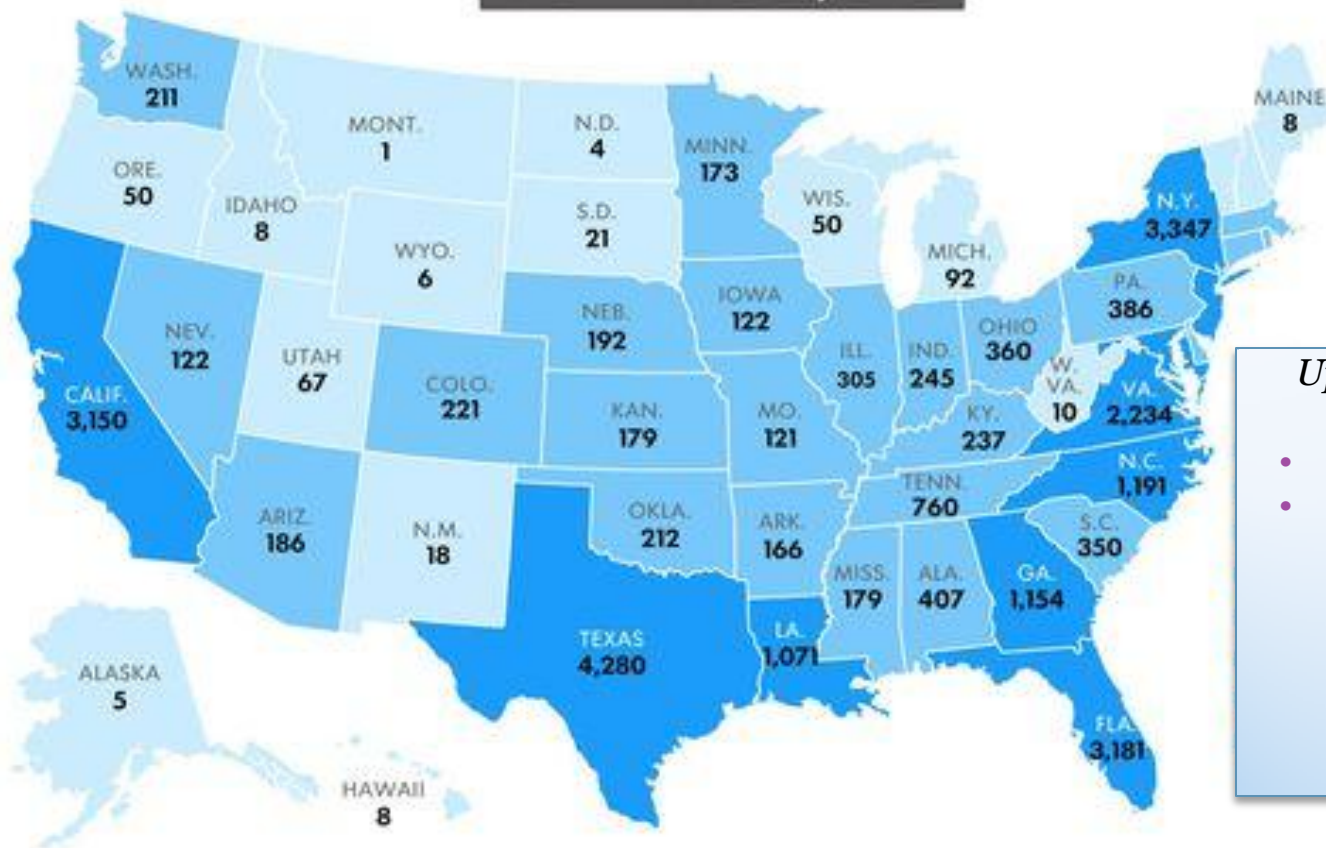 WASH.
211
MAINE
8
MONT.
1
N.D.
4
MINN.
173
ORE.
50
IDAHO
8
WIS.
50
N.Y.
3,347
S.D.
21
WYO.
6
MICH.
92
PA.
386
NEB.
192
IOWA
122
NEV.
122
UTAH
67
ILL.
305
IND.
245
OHIO
360
W.
VA.
10
VA.
2,234
CALIF.
3,150
COLO.
221
KAN.
179
MO.
121
KY.
237
N.C.
1,191
TENN.
760
ARIZ.
186
N.M.
18
OKLA.
212
ARK.
166
S.C.
350
MISS.
179
ALA.
407
GA.
1,154
TEXAS
4,280
LA.
1,071
ALASKA
5
FLA.
3,181
HAWAII
8